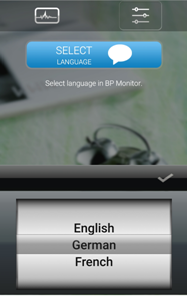 SELECT
LANGUAGE
Select language in BP Monitor.
English
German
French